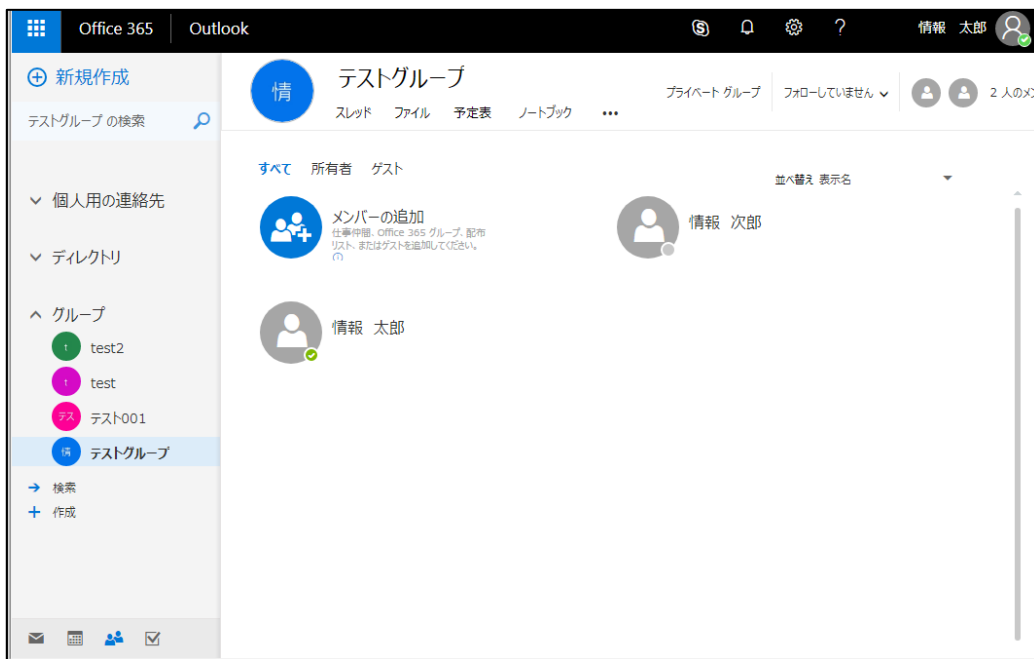 Office 365 Outlook ? 情報 太郎
新規作成
テストグループ の検索
個人用の連絡先
ディレクトリ
グループ
t test2
t test
テス テスト001
情 テストグループ
検索
作成
情 テストグループ
スレッド ファイル 予定表 ノートブック •••
プライベート グループ フォローしていません 2 人のメン
すべて 所有者 ゲスト
並べ替え 表示名
メンバーの追加
仕事仲間、Office 365 グループ、配布
リスト、またはゲストを追加してください。
情報 次郎
情報 太郎